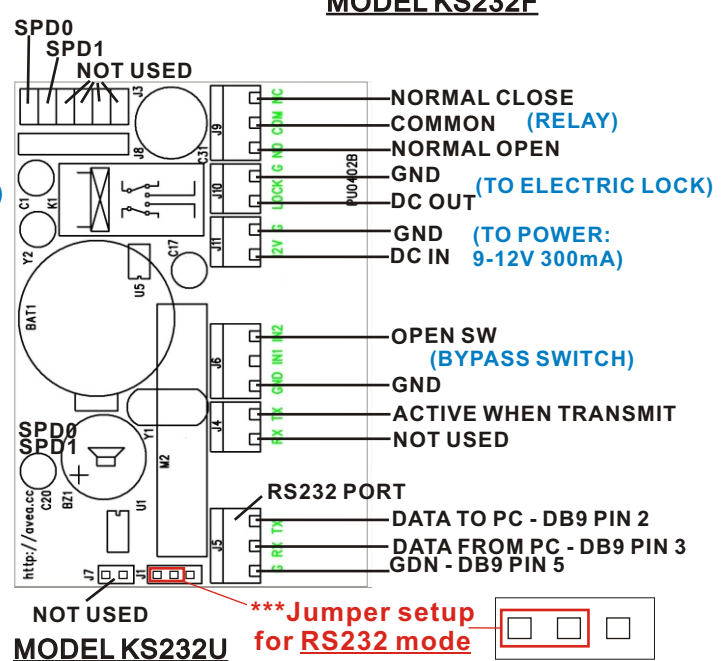 MODEL KS232F
SPD0
SPD1
NOT USED
J3
J8
C31
J9
NO COM NC
NORMAL CLOSE
COMMON (RELAY)
NORMAL OPEN
PU0402B
C1
K1
Y2
J10
LOCK G
GND
DC OUT
(TO ELECTRIC LOCK)
)
J11
2V G
GND
DC IN
(TO POWER:
9-12V 300mA)
U5
C17
BAT1
J6
GND IN1 IN2
OPEN SW
(BYPASS SWITCH)
GND
J4
RX TX
ACTIVE WHEN TRANSMIT
NOT USED
SPD0
SPD1
Y1
M2
+
C20
BZ1
U1
http://avea.cc
RS232 PORT
J5
G RX TX
DATA TO PC - DB9 PIN 2
DATA FROM PC - DB9 PIN 3
GDN - DB9 PIN 5
J7
J1
NOT USED
***Jumper setup
for RS232 mode
MODEL KS232U